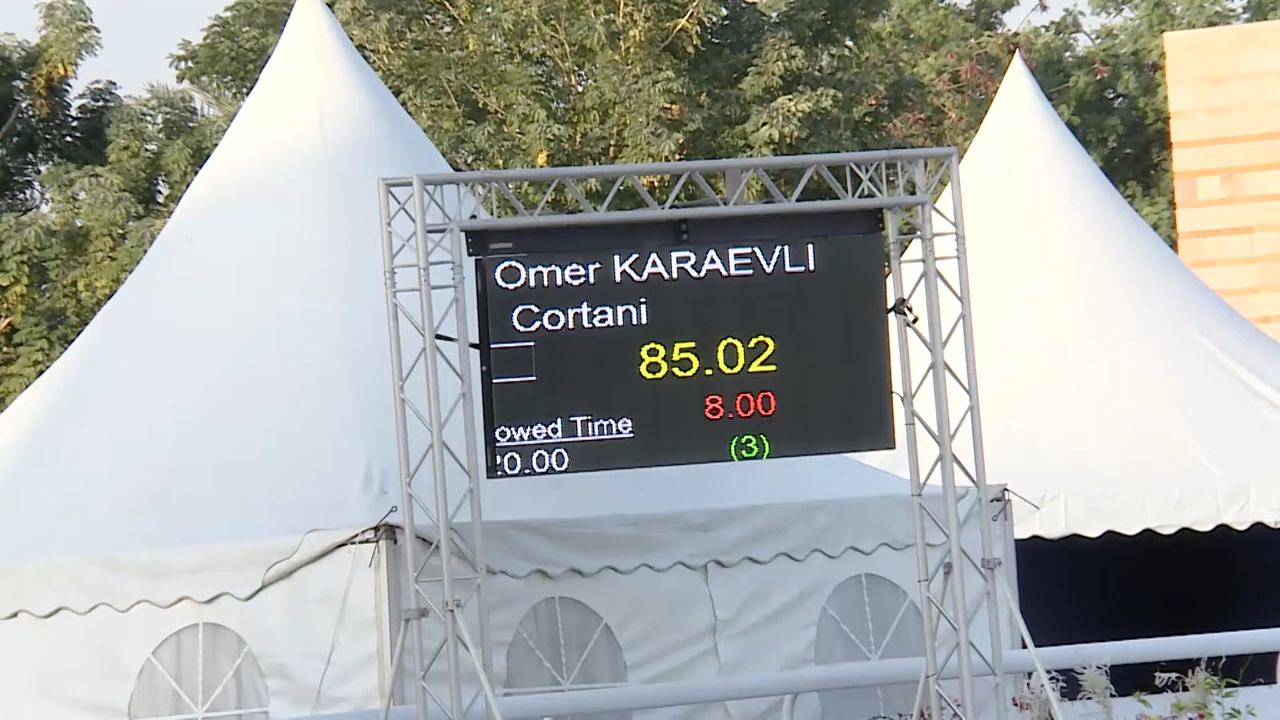 Omer KARAEVLI
Cortani
85.02
8.00
owed Time
(3)
:0.00